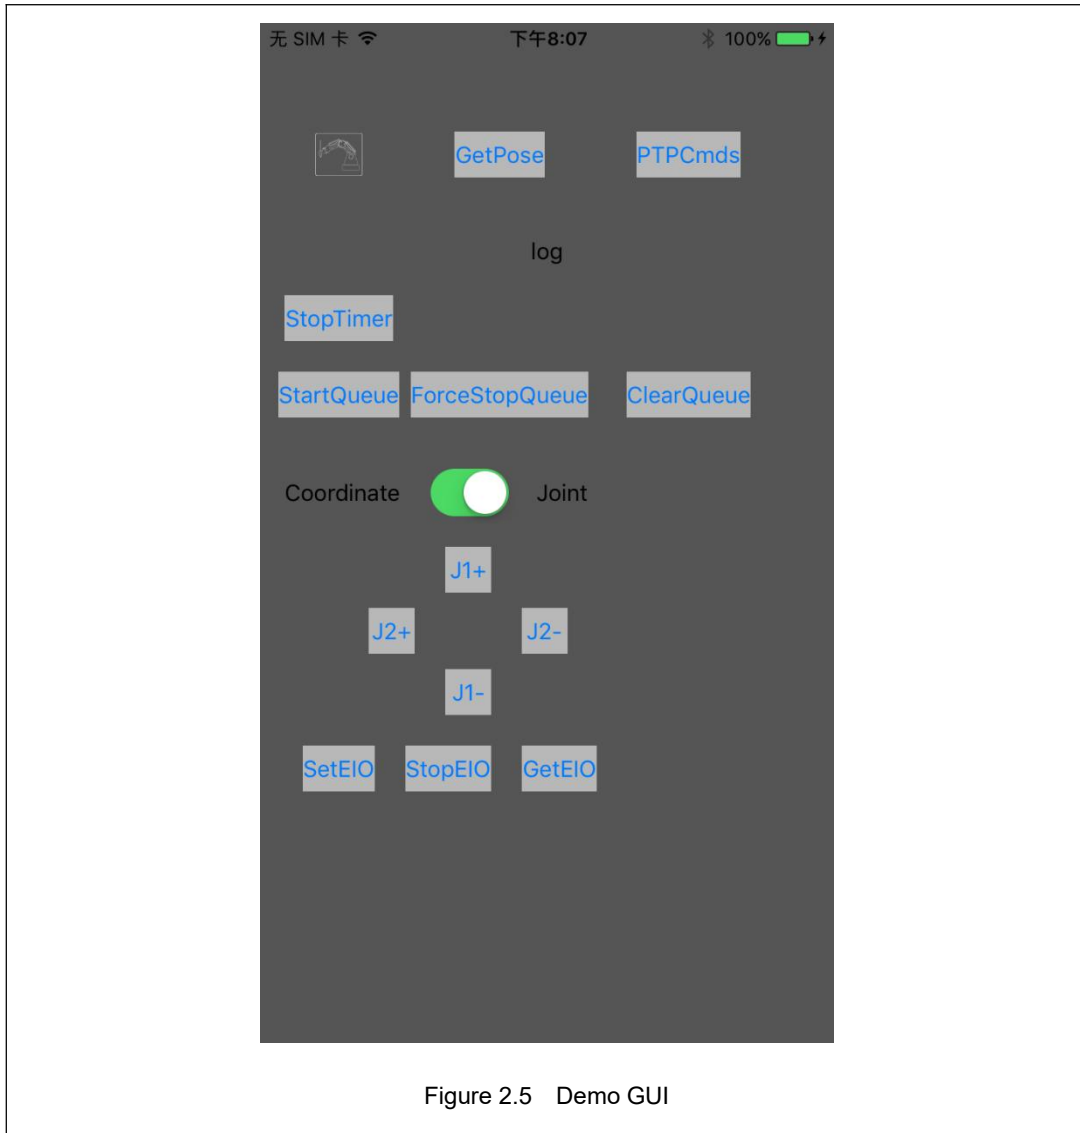 无 SIM 卡 下午8:07 100%
GetPose PTPCmds
log
StopTimer
StartQueue ForceStopQueue ClearQueue
Coordinate Joint
J1+
J2+ J2-
J1-
SetEIO StopEIO GetEIO
Figure 2.5 Demo GUI